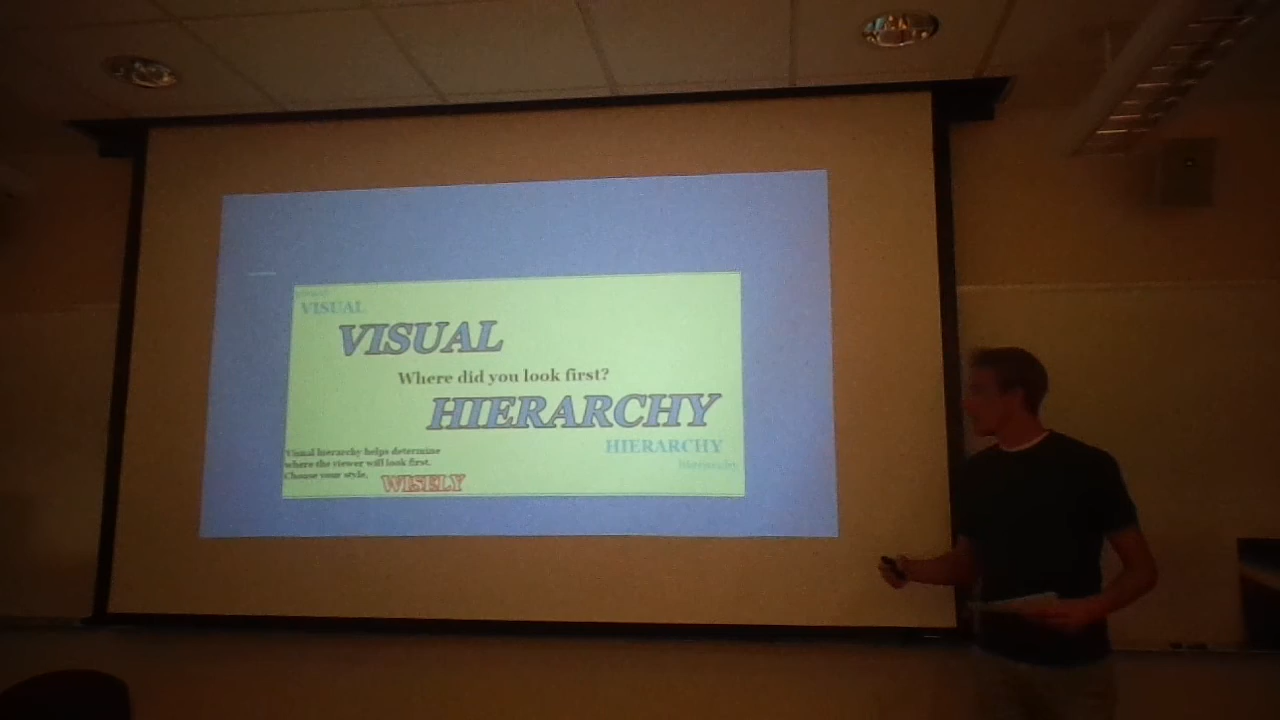 VISUAL
VISUAL
Where did you look first?
HIERARCHY
HIERARCHY
Visual hierarchy helps determine
where the viewer will look first.
Choose your style,
WISELY